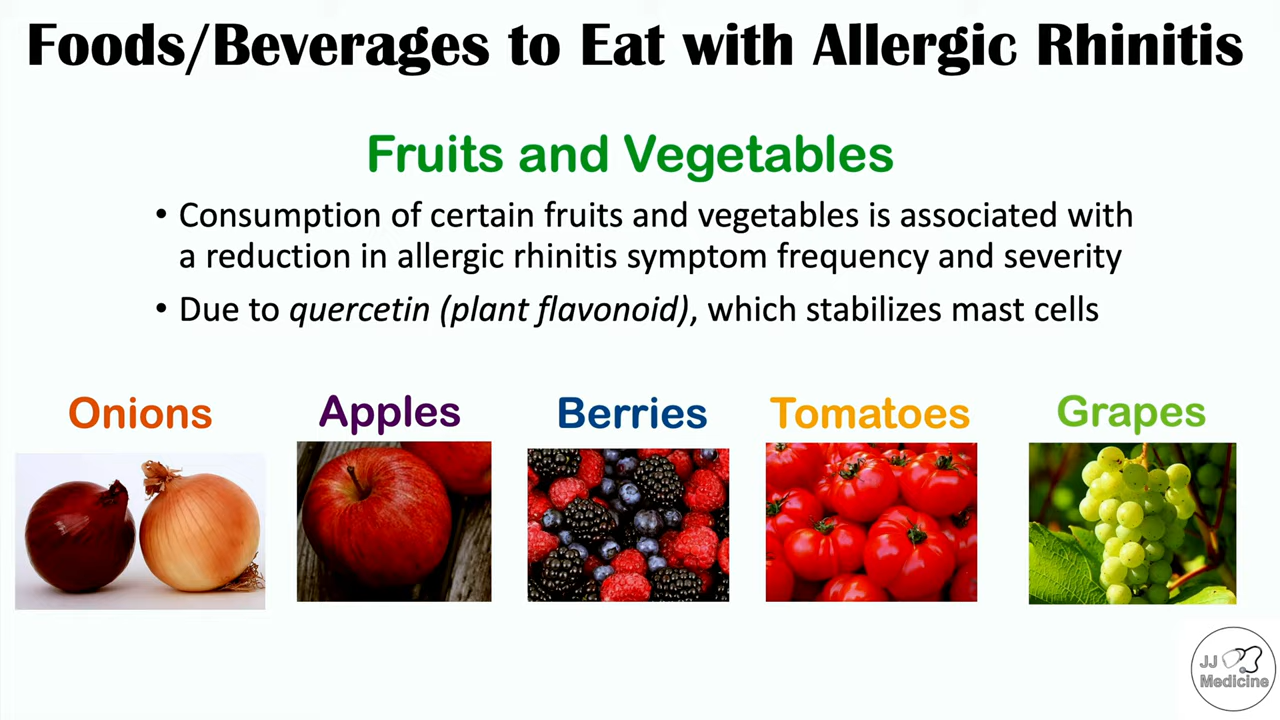 Foods/Beverages to Eat with Allergic Rhinitis
Fruits and Vegetables
• Consumption of certain fruits and vegetables is associated with
a reduction in allergic rhinitis symptom frequency and severity
• Due to quercetin (plant flavonoid), which stabilizes mast cells
Onions
Apples
Berries
Tomatoes
Grapes
JJ
Medicine